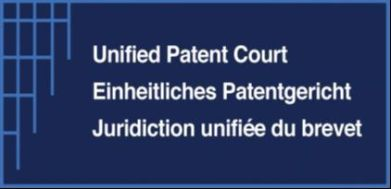 Unified Patent Court
Einheitliches Patentgericht
Juridiction unifiée du brevet